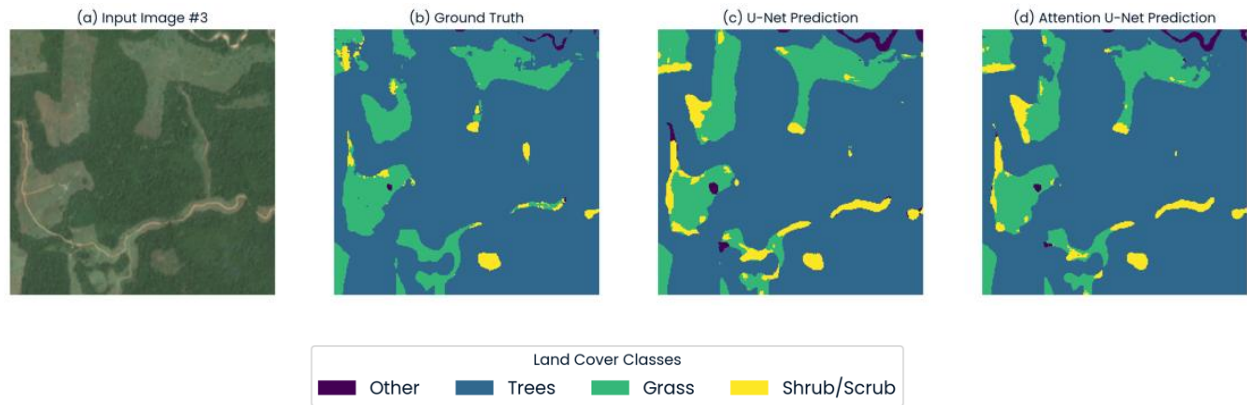 (a) Input Image #3
(b) Ground Truth
(c) U-Net Prediction
(d) Attention U-Net Prediction
Land Cover Classes
Other
Trees
Grass
Shrub/Scrub